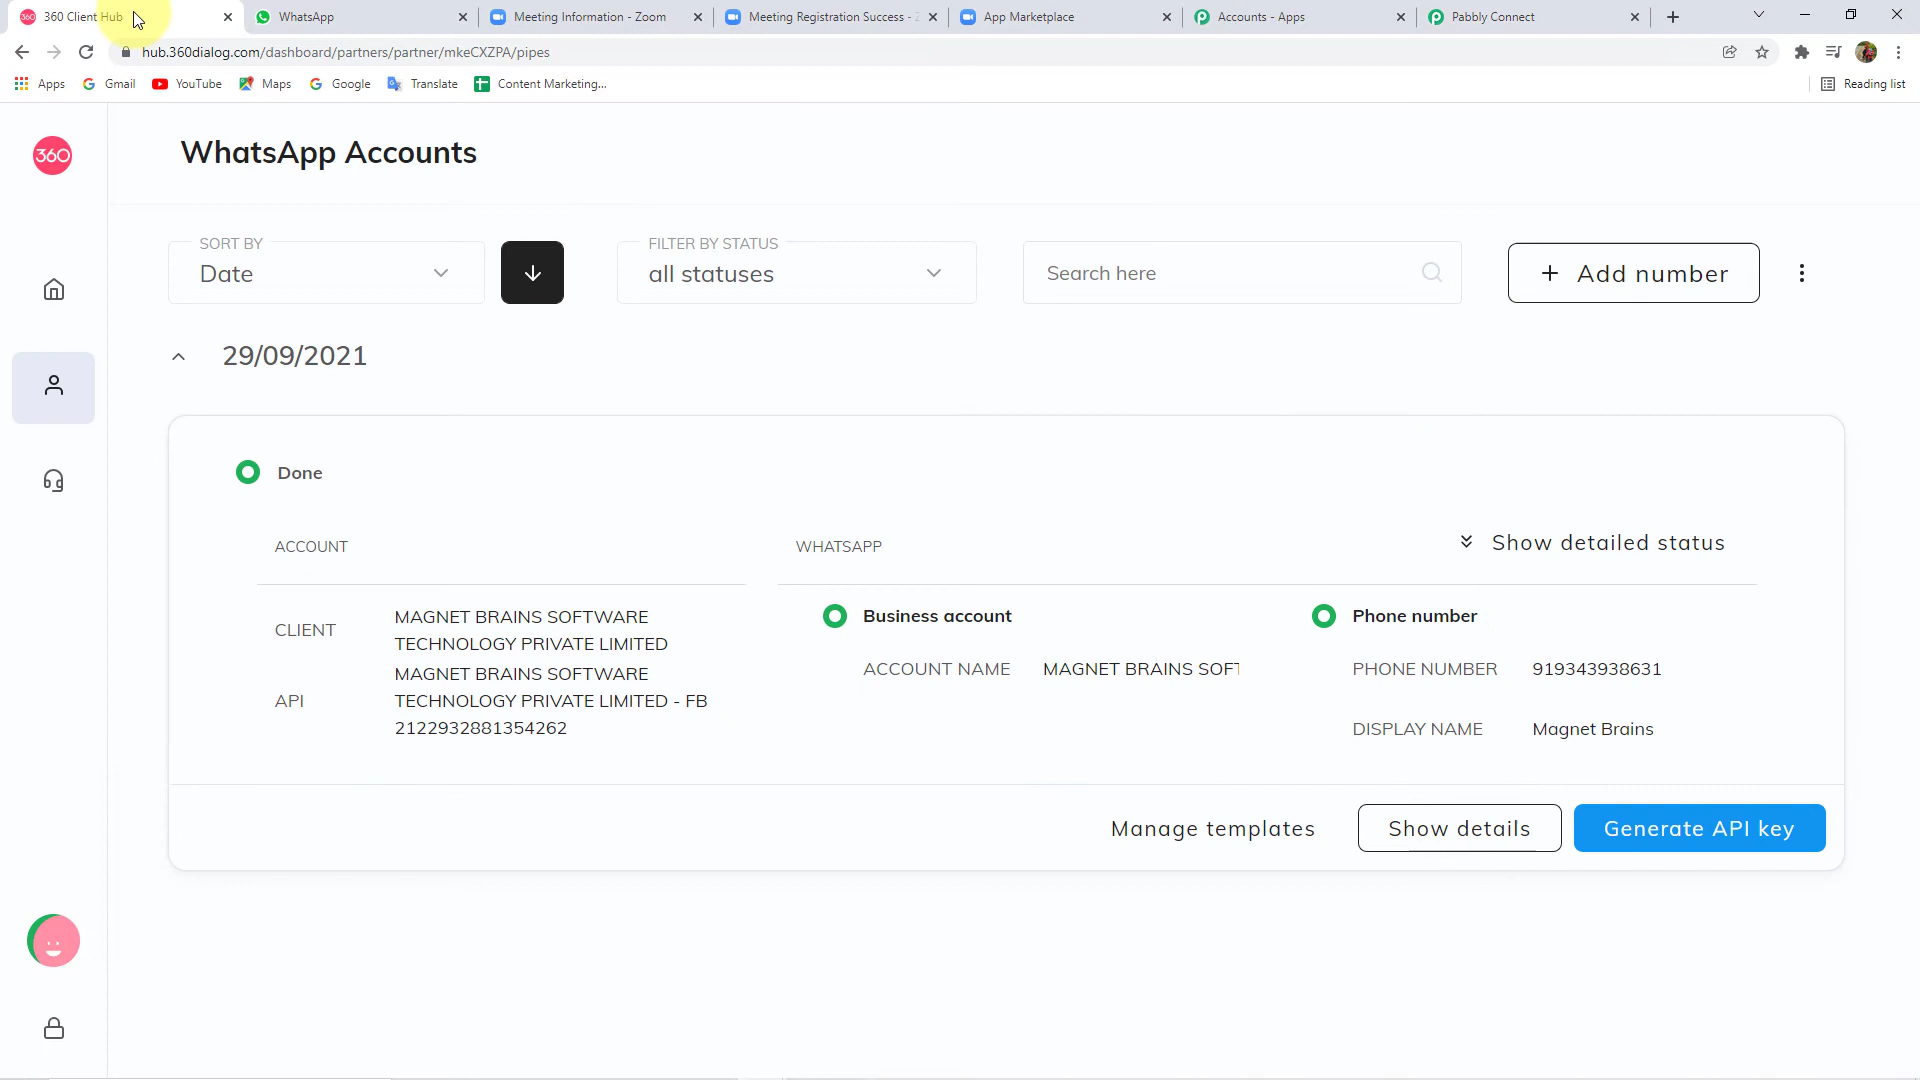 360 Client Hub
WhatsApp
Meeting Information - Zoom
Meeting Registration Success -
App Marketplace
Accounts - Apps
Pabbly Connect
hub.360dialog.com/dashboard/partners/partner/mkeCXZPA/pipes
Apps
Gmail
YouTube
Maps
Google
Translate
Content Marketing...
Reading list
360
WhatsApp Accounts
SORT BY
Date
FILTER BY STATUS
all statuses
Search here
+ Add number
29/09/2021
Done
ACCOUNT
WHATSAPP
Show detailed status
CLIENT
MAGNET BRAINS SOFTWARE
TECHNOLOGY PRIVATE LIMITED
API
MAGNET BRAINS SOFTWARE
TECHNOLOGY PRIVATE LIMITED - FB
2122932881354262
Business account
ACCOUNT NAME
MAGNET BRAINS SOFT
Phone number
PHONE NUMBER
919343938631
DISPLAY NAME
Magnet Brains
Manage templates
Show details
Generate API key